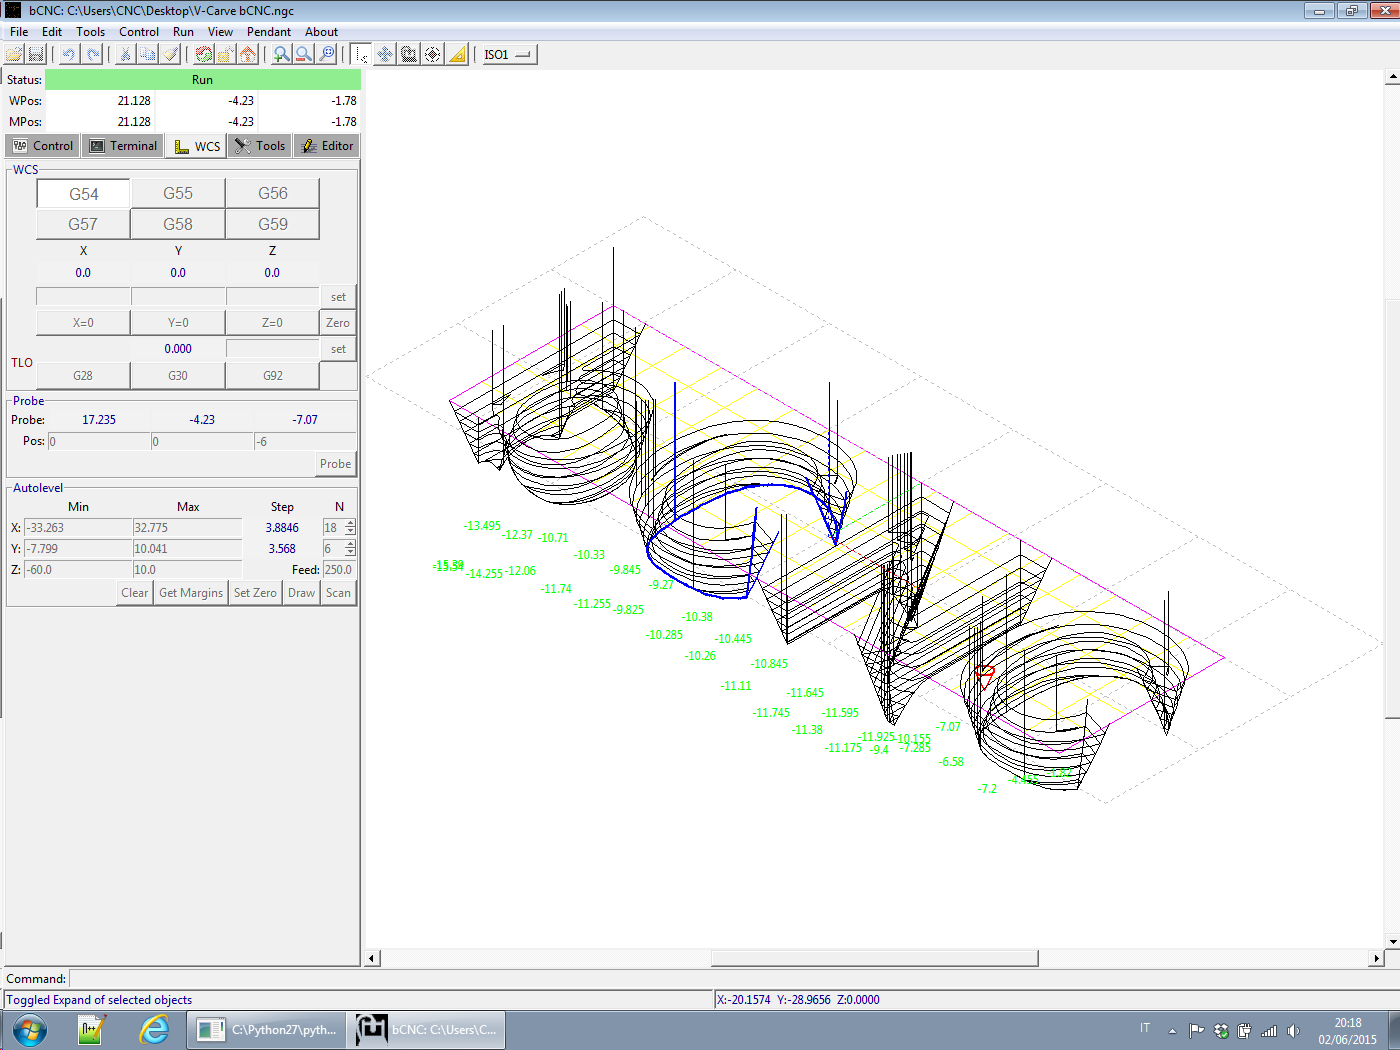 bCNC: C:\Users\CNC\Desktop\V-Carve bCNC.ngc
File Edit Tools Control Run View Pendant About
ISO1
Status: Run
WPos: 21.128 -4.23 -1.78
MPos: 21.128 -4.23 -1.78
Control Terminal WCS Tools Editor
WCS
G54 G55 G56
G57 G58 G59
X Y Z
0.0 0.0 0.0
set
X=0 Y=0 Z=0 Zero
0.000 set
TLO
G28 G30 G92
Probe
Probe: 17.235 -4.23 -7.07
Pos: 0 0 -6
Probe
Autolevel
Min Max Step N
X: -33.263 32.775 3.8846 18
Y: -7.799 10.041 3.568 6
Z: -60.0 10.0 Feed: 250.0
Clear Get Margins Set Zero Draw Scan
-13.495
-12.37
-10.71
-10.33
-9.845
-9.27
-14.255
-12.06
-11.74
-11.255
-9.825
-10.38
-10.285
-10.445
-10.26
-10.845
-11.11
-11.645
-11.745
-11.595
-11.38
-11.925
-10.155
-7.07
-11.175
-9.4
-7.285
-6.58
-7.2
Command:
Toggled Expand of selected objects
X:-20.1574 Y:-28.9656 Z:0.0000
C:\Python27\pyth...
bCNC: C:\Users\C...
IT
20:18
02/06/2015